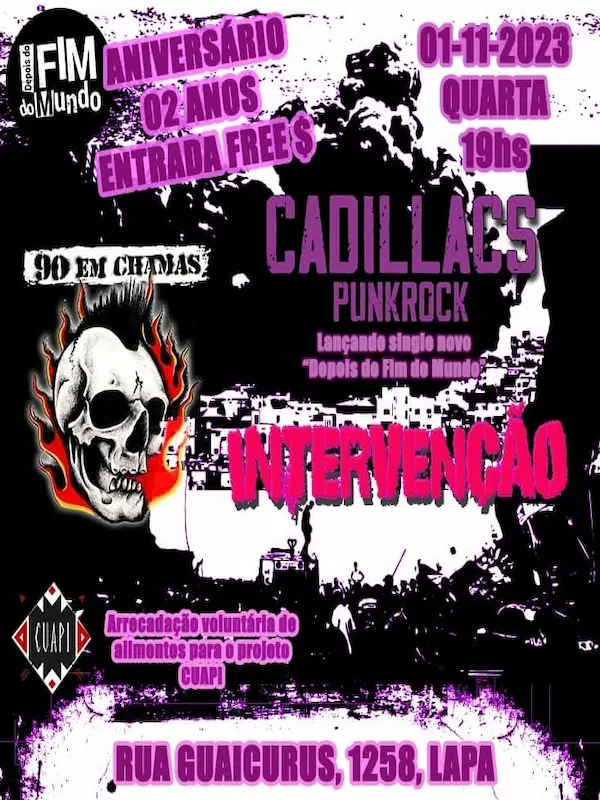 Depois do
FIM
do Mundo
ANIVERSÁRIO
02 ANOS
ENTRADA FREE $
01-11-2023
QUARTA
19hs
CADILLACS
PUNKROCK
Lançando single novo
"Depois do Fim do Mundo"
90 EM CHAMAS
INTERVENÇÃO
CUAPI
Arrecadação voluntária de
alimentos para o projeto
CUAPI
RUA GUAICURUS, 1258, LAPA